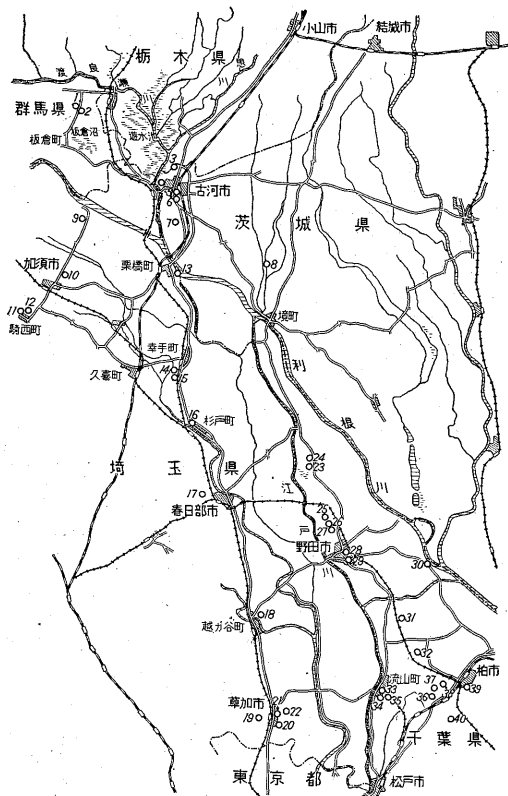 小山市
結城市
栃木県
渡良瀬川
群馬県
2
板倉沼
遊水池
板倉町
3
古河市
6
7
茨城県
9
8
栗橋町
13
加須市
10
11
12
騎西町
境町
幸手町
利根川
14
15
久喜町
16
杉戸町
24
23
埼玉県
江戸川
17
春日部市
25
26
27
野田市
28
29
30
18
越ガ谷町
31
32
流山町
柏市
37
38
39
33
34
35
36
草加市
21
22
19
20
40
千葉県
東京都
松戸市